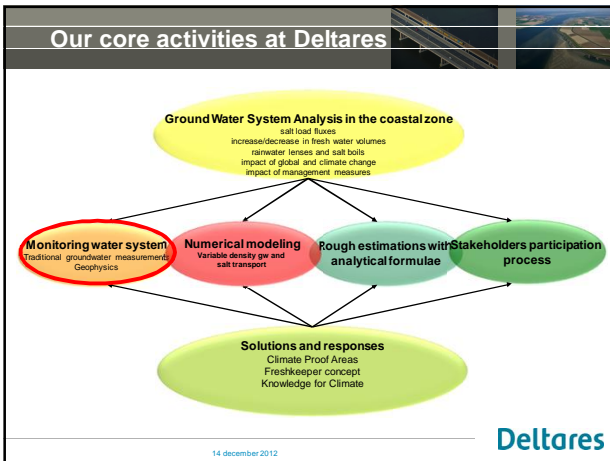 Our core activities at Deltares
Ground Water System Analysis in the coastal zone
salt load fluxes
increase/decrease in fresh water volumes
rainwater lenses and salt boils
impact of global and climate change
impact of management measures
Monitoring water system
Traditional groundwater measurements
Geophysics
Numerical modeling
Variable density gw and
salt transport
Rough estimations with
analytical formulae
Stakeholders participation
process
Solutions and responses
Climate Proof Areas
Freshkeeper concept
Knowledge for Climate
14 december 2012
Deltares